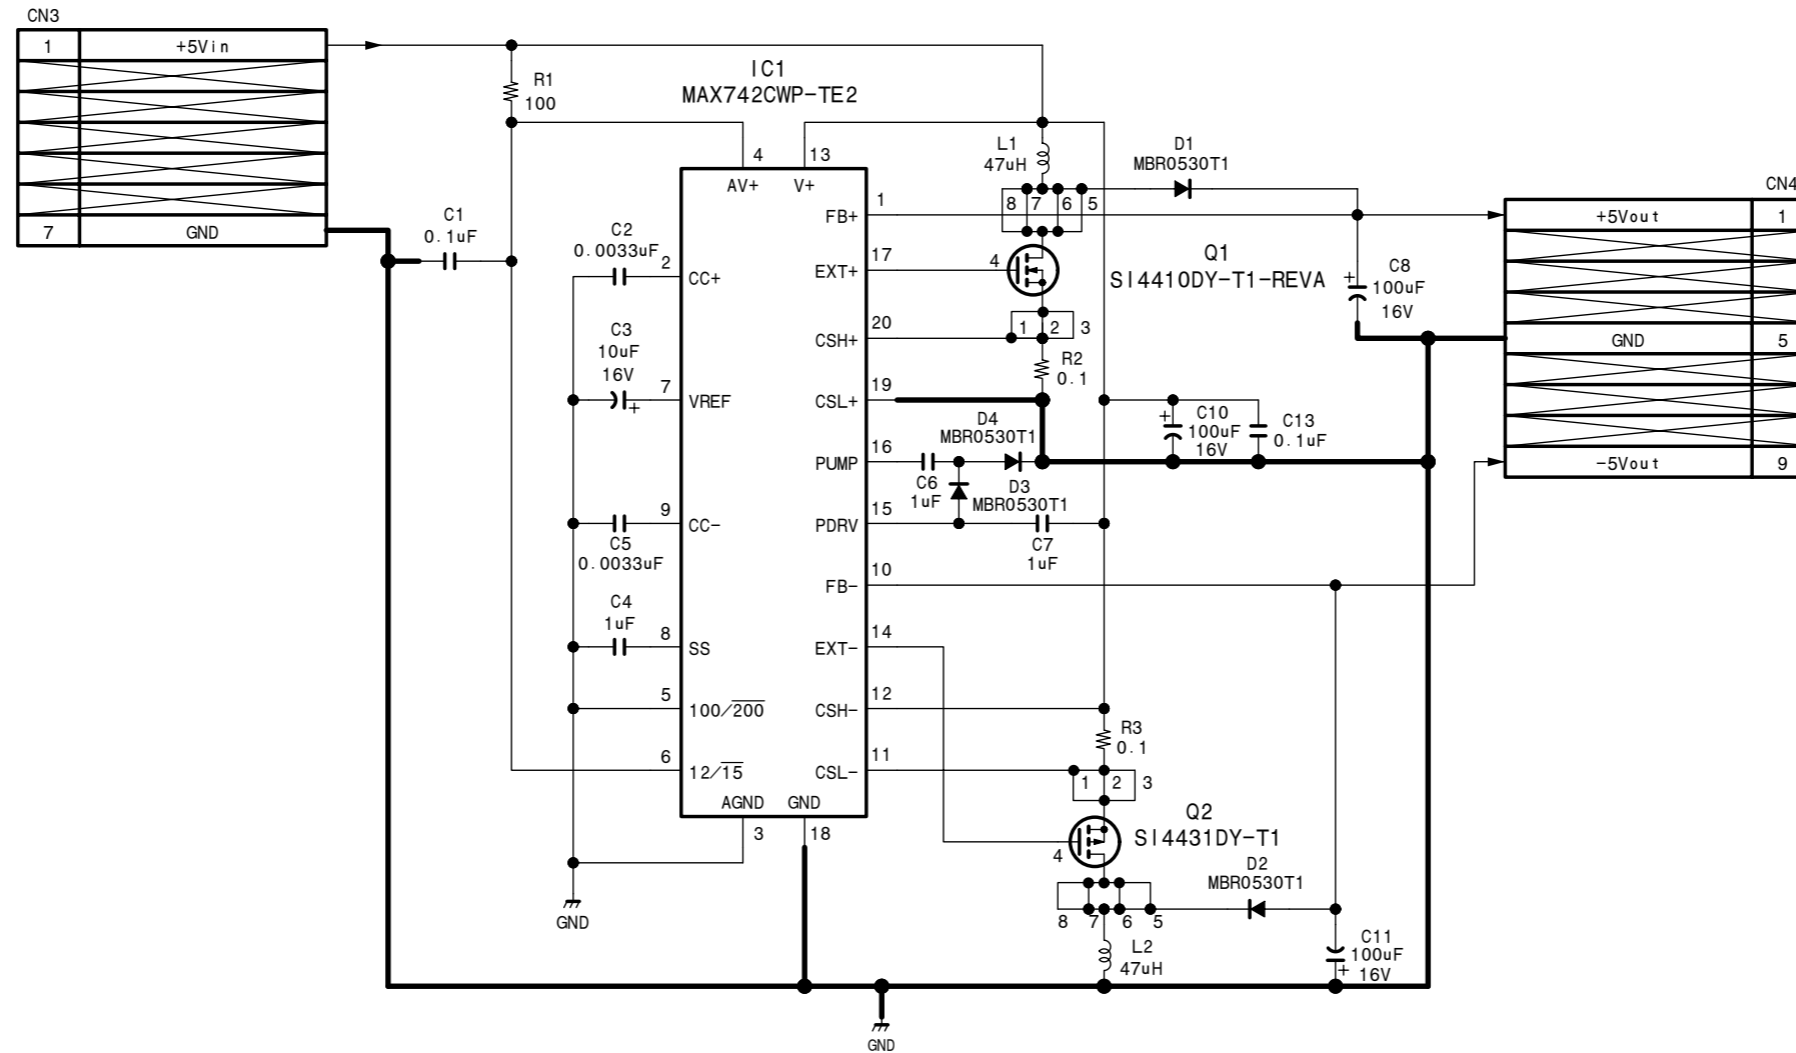 CN3
1 +5Vin
7 GND
R1
100
IC1
MAX742CWP-TE2
4
13
AV+
V+
C1
0.1uF
C2
0.0033uF
2
CC+
C3
10uF
16V
+
7
VREF
9
CC-
C5
0.0033uF
C4
1uF
8
SS
5
100/200
6
12/15
AGND
GND
3
18
GND
FB+
1
EXT+
17
CSH+
20
CSL+
19
PUMP
16
PDRV
15
FB-
10
EXT-
14
CSH-
12
CSL-
11
L1
47uH
D1
MBR0530T1
8 7 6 5
4
Q1
SI4410DY-T1-REVA
1 2 3
R2
0.1
D4
MBR0530T1
C6
1uF
D3
MBR0530T1
C7
1uF
+
C10
100uF
16V
C13
0.1uF
+
C8
100uF
16V
R3
0.1
1 2 3
Q2
SI4431DY-T1
4
D2
MBR0530T1
8 7 6 5
L2
47uH
C11
100uF
+ 16V
GND
CN4
+5Vout 1
GND 5
-5Vout 9